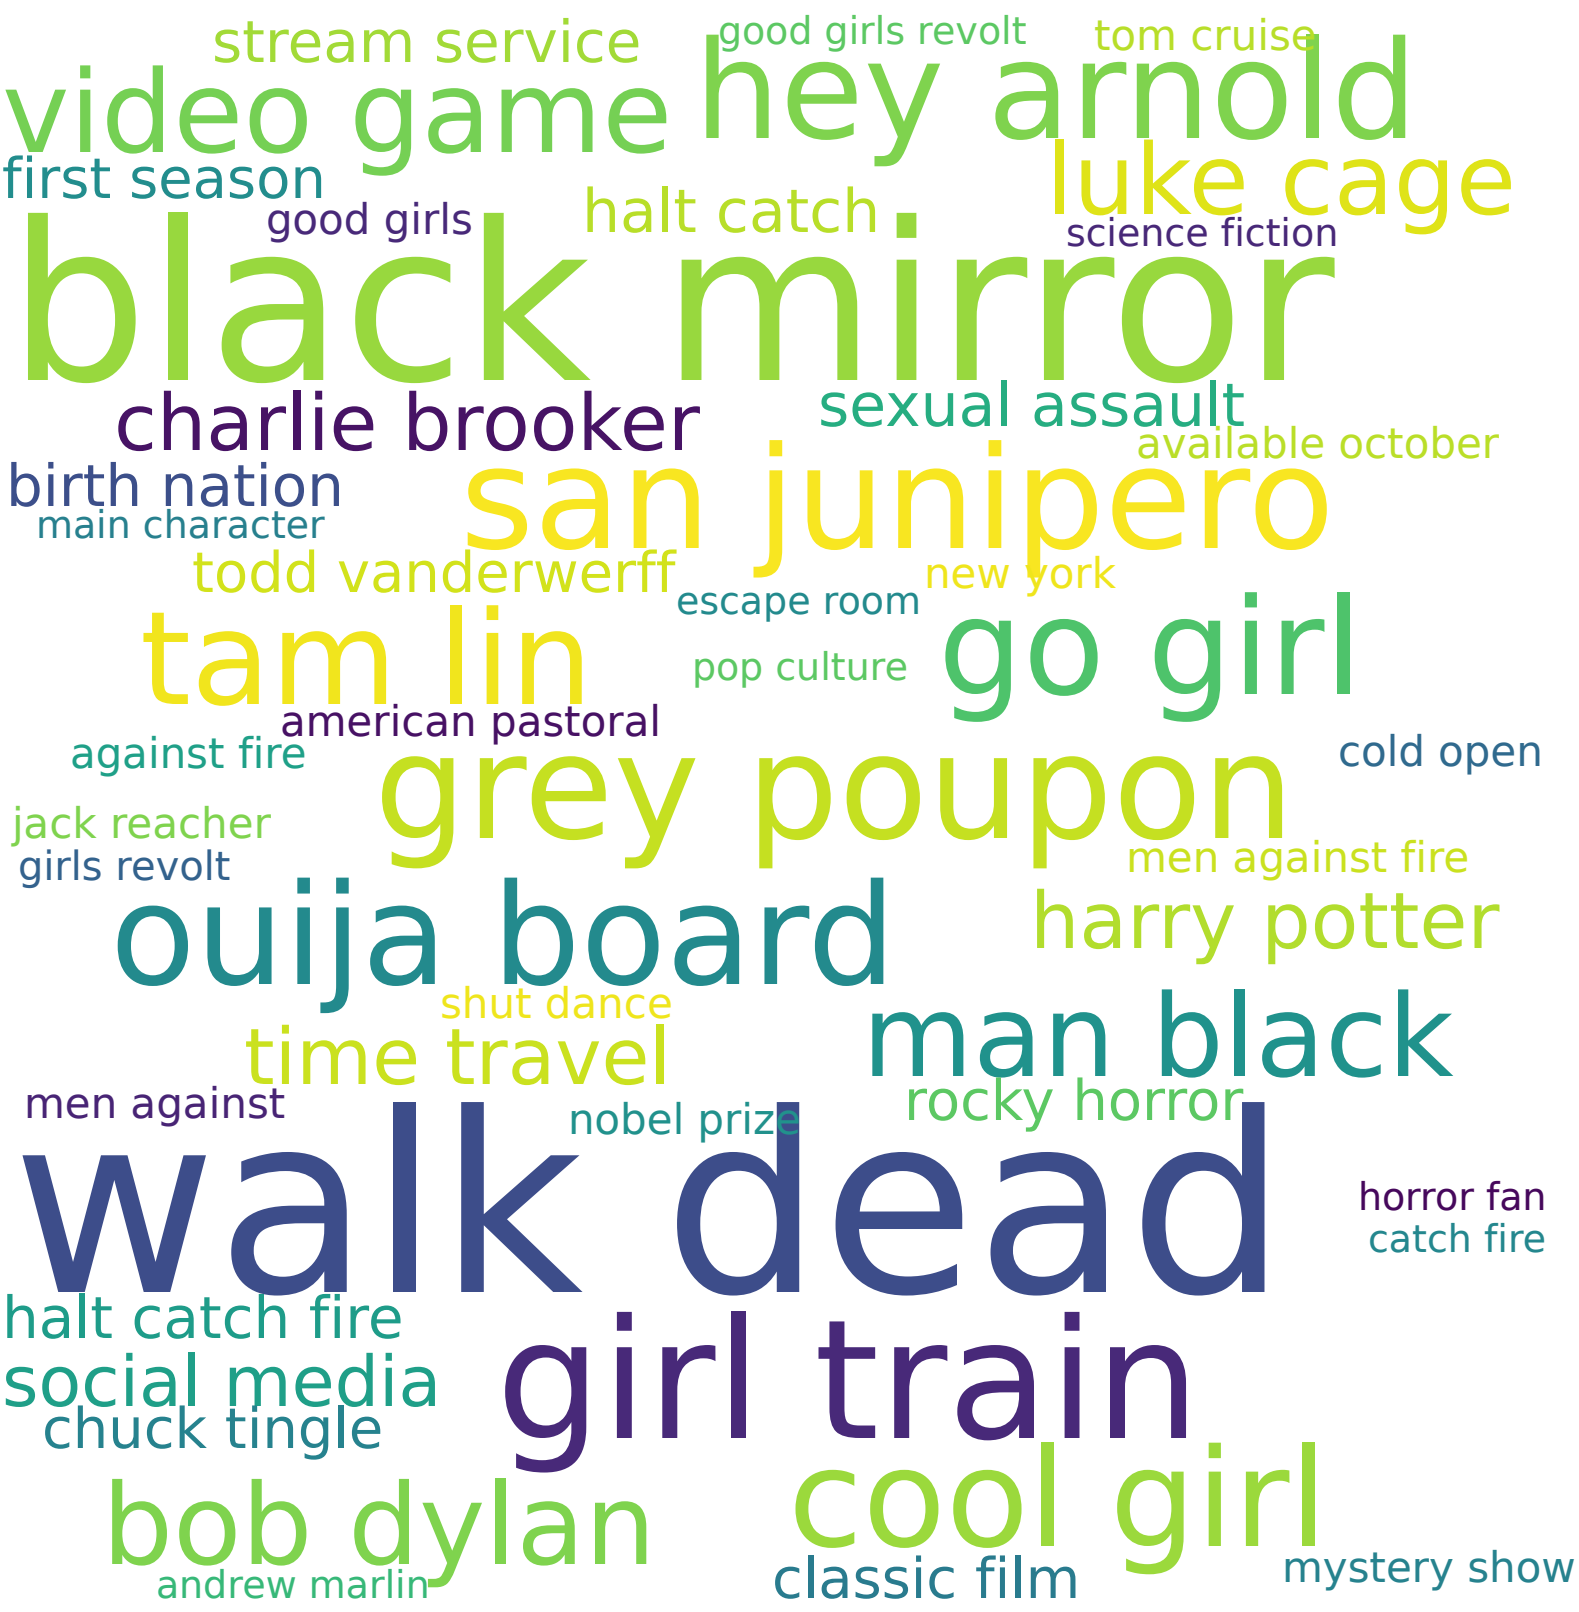 stream service
good girls revolt
tom cruise
video game
hey arnold
first season
luke cage
good girls
halt catch
science fiction
black mirror
charlie brooker
sexual assault
available october
birth nation
san junipero
main character
todd vanderwerff
new york
escape room
tam lin
go girl
pop culture
american pastoral
against fire
cold open
grey poupon
jack reacher
men against fire
girls revolt
ouija board
harry potter
shut dance
man black
time travel
men against
nobel prize
rocky horror
walk dead
horror fan
catch fire
halt catch fire
girl train
social media
chuck tingle
cool girl
bob dylan
mystery show
andrew marlin
classic film